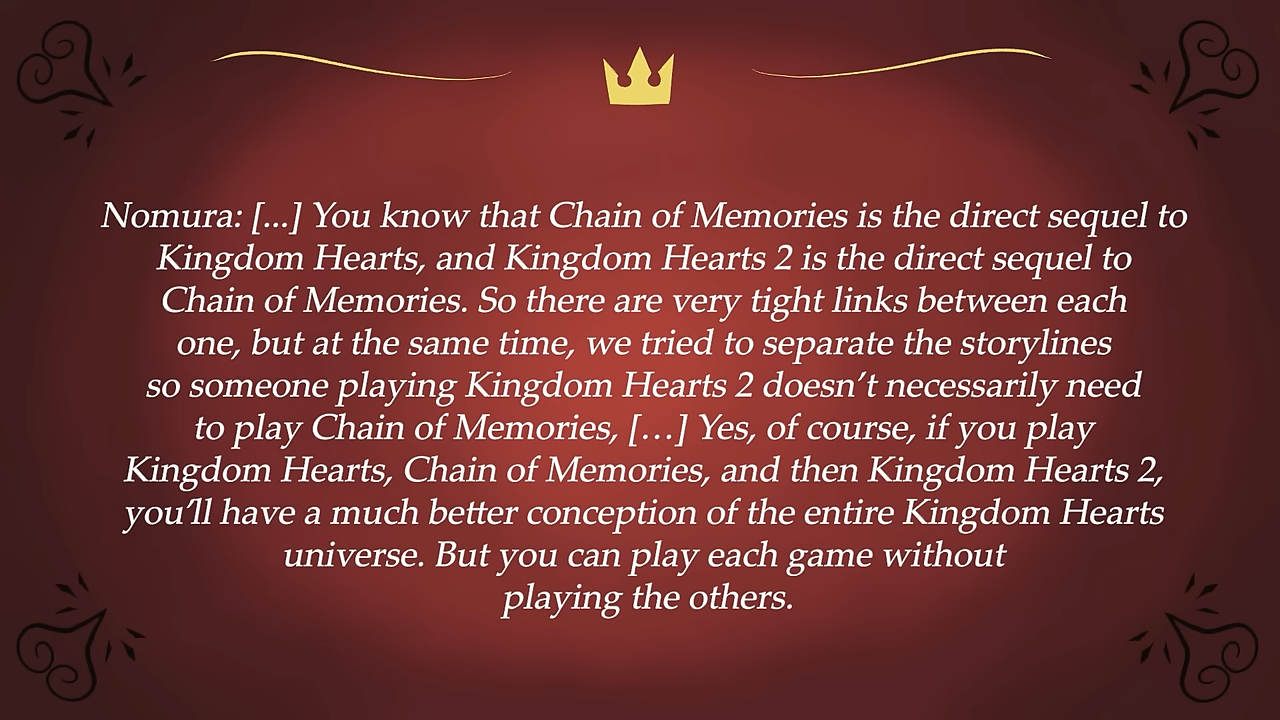 Nomura: [...] You know that Chain of Memories is the direct sequel to
Kingdom Hearts, and Kingdom Hearts 2 is the direct sequel to
Chain of Memories. So there are very tight links between each
one, but at the same time, we tried to separate the storylines
so someone playing Kingdom Hearts 2 doesn’t necessarily need
to play Chain of Memories, […] Yes, of course, if you play
Kingdom Hearts, Chain of Memories, and then Kingdom Hearts 2,
you’ll have a much better conception of the entire Kingdom Hearts
universe. But you can play each game without
playing the others.